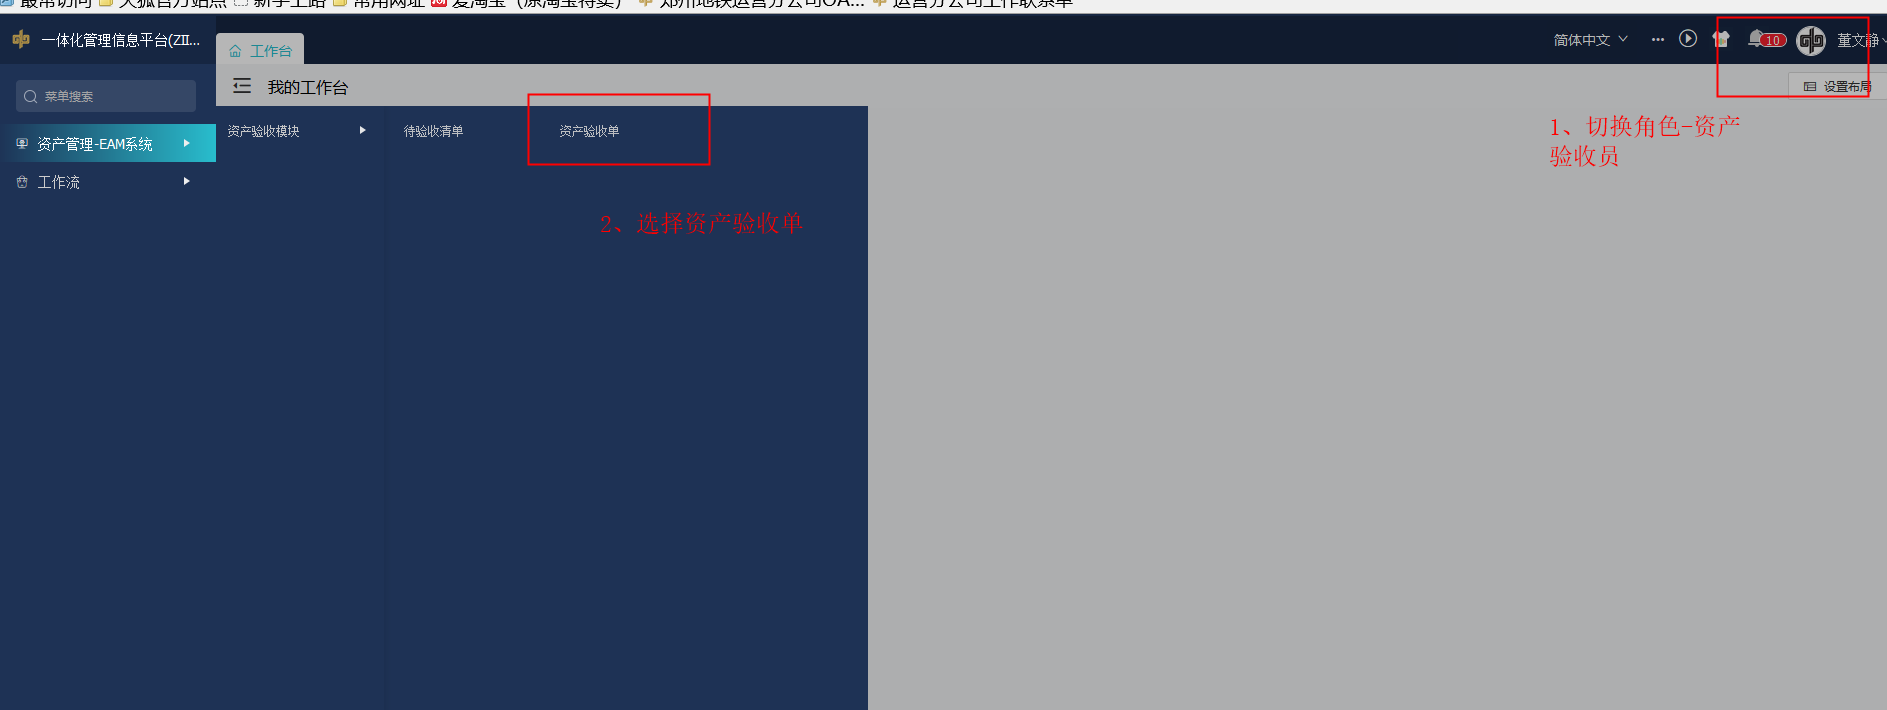 最常访问 火狐官方站点 新手上路 常用网址 爱淘宝（原淘宝特卖） 郑州地铁运营分公司OA... 运营分公司工作联系单
一体化管理信息平台(ZII...
工作台
简体中文
10
董文静
菜单搜索
我的工作台
设置布局
资产管理-EAM系统
资产验收模块
待验收清单
资产验收单
工作流
1、切换角色-资产
验收员
2、选择资产验收单